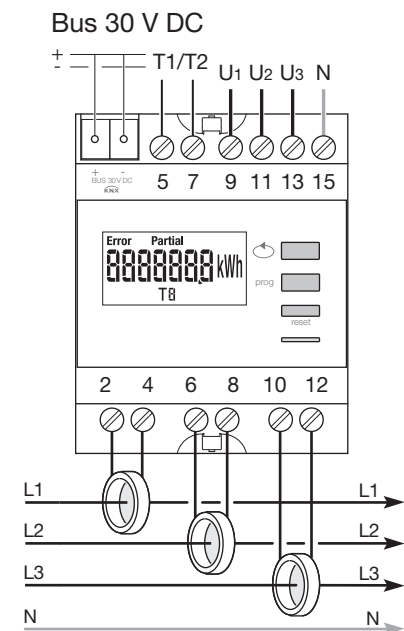 Bus 30 V DC
+
-
T1/T2
U1 U2 U3 N
+ -
BUS 30V DC
KNX
5 7 9 11 13 15
Error Partial
8888888 kWh
T8
prog
reset
2 4 6 8 10 12
L1 L1
L2 L2
L3 L3
N N